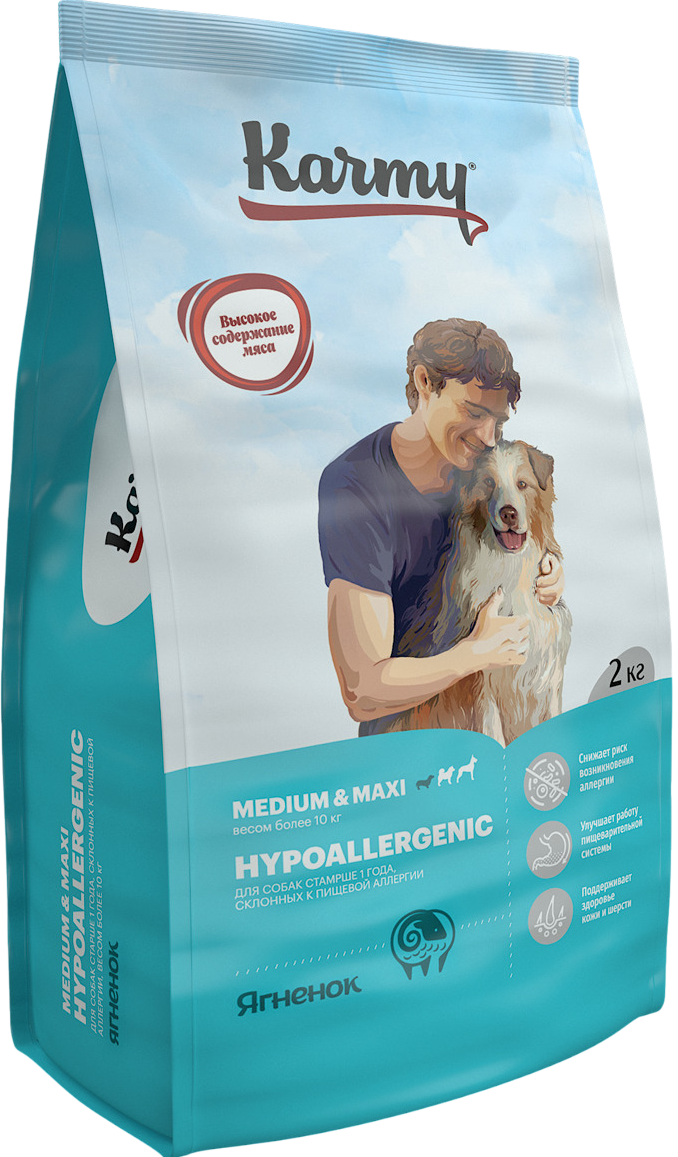 Karmy®
Высокое
содержание
мяса
2 кг
MEDIUM & MAXI
весом более 10 кг
HYPOALLERGENIC
ДЛЯ СОБАК СТАМРШЕ 1 ГОДА,
СКЛОННЫХ К ПИЩЕВОЙ АЛЛЕРГИИ
Ягненок
Снижает риск
возникновения
аллергии
Улучшает работу
пищеварительной
системы
Поддерживает
здоровье
кожи и шерсти
MEDIUM & MAXI
HYPOALLERGENIC
ДЛЯ СОБАК СТАРШЕ 1 ГОДА, СКЛОННЫХ К ПИЩЕВОЙ
АЛЛЕРГИИ, ВЕСОМ БОЛЕЕ 10 КГ
Ягненок